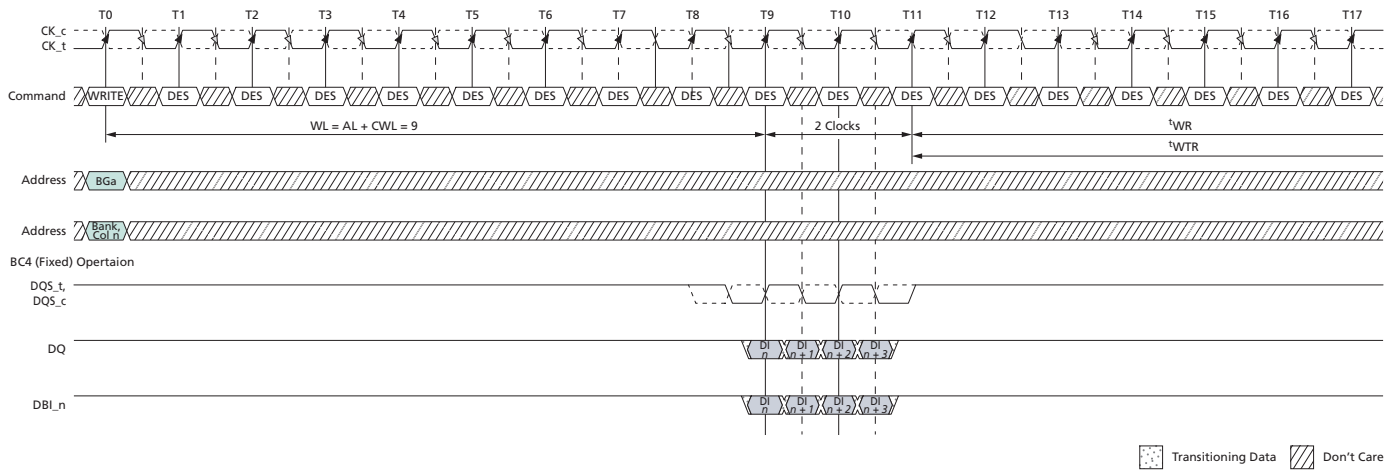 T0 T1 T2 T3 T4 T5 T6 T7 T8 T9 T10 T11 T12 T13 T14 T15 T16 T17
CK_c
CK_t
Command WRITE DES DES DES DES DES DES DES DES DES DES DES DES DES DES DES DES DES
WL = AL + CWL = 9 2 Clocks tWR
tWTR
Address BGa
Address Bank, Col n
BC4 (Fixed) Opertaion
DQS_t,
DQS_c
DQ DI n DI n + 1 DI n + 2 DI n + 3
DBI_n DI n DI n + 1 DI n + 2 DI n + 3
Transitioning Data Don't Care